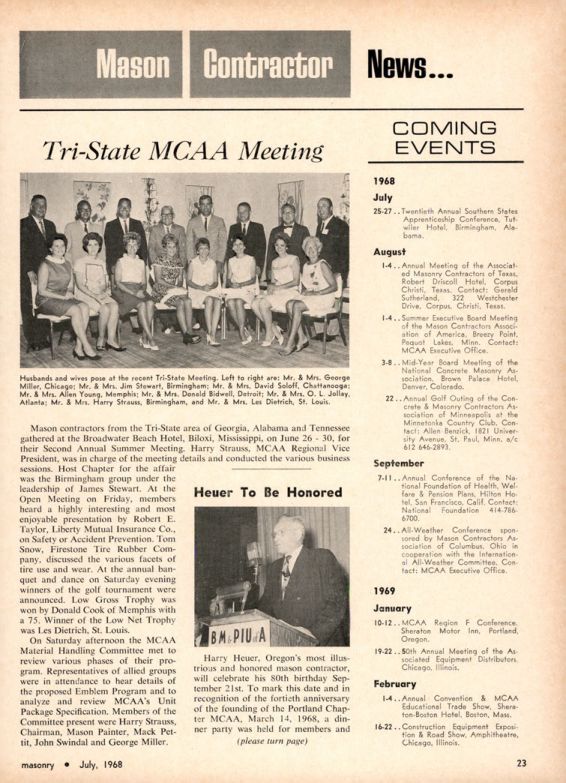 Mason Contractor News...
Tri-State MCAA Meeting
Husbands and wives pose at the recent Tri-State Meeting. Left to right are: Mr. & Mrs. George
Miller, Chicago; Mr. & Mrs. Jim Stewart, Birmingham; Mr. & Mrs. David Soloff, Chattanooga;
Mr. & Mrs. Allen Young, Memphis; Mr. & Mrs. Donald Bidwell, Detroit; Mr. & Mrs. O. L. Jollay,
Atlanta; Mr. & Mrs. Harry Strauss, Birmingham, and Mr. & Mrs. Les Dietrich, St. Louis.
Mason contractors from the Tri-State area of Georgia, Alabama and Tennessee
gathered at the Broadwater Beach Hotel, Biloxi, Mississippi, on June 26 - 30, for
their Second Annual Summer Meeting. Harry Strauss, MCAA Regional Vice
President, was in charge of the meeting details and conducted the various business
sessions. Host Chapter for the affair
was the Birmingham group under the
leadership of James Stewart. At the
Open Meeting on Friday, members
heard a highly interesting and most
enjoyable presentation by Robert E.
Taylor, Liberty Mutual Insurance Co.,
on Safety or Accident Prevention. Tom
Snow, Firestone Tire Rubber Com-
pany, discussed the various facets of
tire use and wear. At the annual ban-
quet and dance on Saturday evening
winners of the golf tournament were
announced. Low Gross Trophy was
won by Donald Cook of Memphis with
a 75. Winner of the Low Net Trophy
was Les Dietrich, St. Louis.
On Saturday afternoon the MCAA
Material Handling Committee met to
review various phases of their pro-
gram. Representatives of allied groups
were in attendance to hear details of
the proposed Emblem Program and to
analyze and review MCAA's Unit
Package Specification. Members of the
Committee present were Harry Strauss,
Chairman, Mason Painter, Mack Pet-
tit, John Swindal and George Miller.
Heuer To Be Honored
BM&PIUofA
Harry Heuer, Oregon's most illus-
trious and honored mason contractor,
will celebrate his 80th birthday Sep-
tember 21st. To mark this date and in
recognition of the fortieth anniversary
of the founding of the Portland Chap-
ter MCAA, March 14, 1968, a din-
ner party was held for members and
(please turn page)
COMING
EVENTS
1968
July
25-27 . . Twentieth Annual Southern States
Apprenticeship Conference, Tut-
wiler Hotel, Birmingham, Ala-
bama.
August
1-4 . . Annual Meeting of the Associat-
ed Masonry Contractors of Texas,
Robert Driscoll Hotel, Corpus
Christi, Texas. Contact: Gerald
Sutherland, 322 Westchester
Drive, Corpus, Christi, Texas.
1-4 . . Summer Executive Board Meeting
of the Mason Contractors Associ-
ation of America, Breezy Point,
Pequot Lakes, Minn. Contact:
MCAA Executive Office.
3-8 . . Mid-Year Board Meeting of the
National Concrete Masonry As-
sociation, Brown Palace Hotel,
Denver, Colorado.
22 . . Annual Golf Outing of the Con-
crete & Masonry Contractors As-
sociation of Minneapolis at the
Minnetonka Country Club, Con-
tact: Allen Benzick, 1821 Univer-
sity Avenue, St. Paul, Minn. a/c
612 646-2893.
September
7-11 . . Annual Conference of the Na-
tional Foundation of Health, Wel-
fare & Pension Plans, Hilton Ho-
tel, San Francisco, Calif. Contact:
National Foundation 414-786-
6700.
24 . . All-Weather Conference spon-
sored by Mason Contractors As-
sociation of Columbus, Ohio in
cooperation with the Internation-
al All-Weather Committee. Con-
tact: MCAA Executive Office.
1969
January
10-12 . . MCAA Region F Conference,
Sheraton Motor Inn, Portland,
Oregon.
19-22 . . 50th Annual Meeting of the As-
sociated Equipment Distributors,
Chicago, Illinois.
February
1-4 . . Annual Convention & MCAA
Educational Trade Show, Shera-
ton-Boston Hotel, Boston, Mass.
16-22 . . Construction Equipment Exposi-
tion & Road Show, Amphitheatre,
Chicago, Illinois.
masonry • July, 1968
23